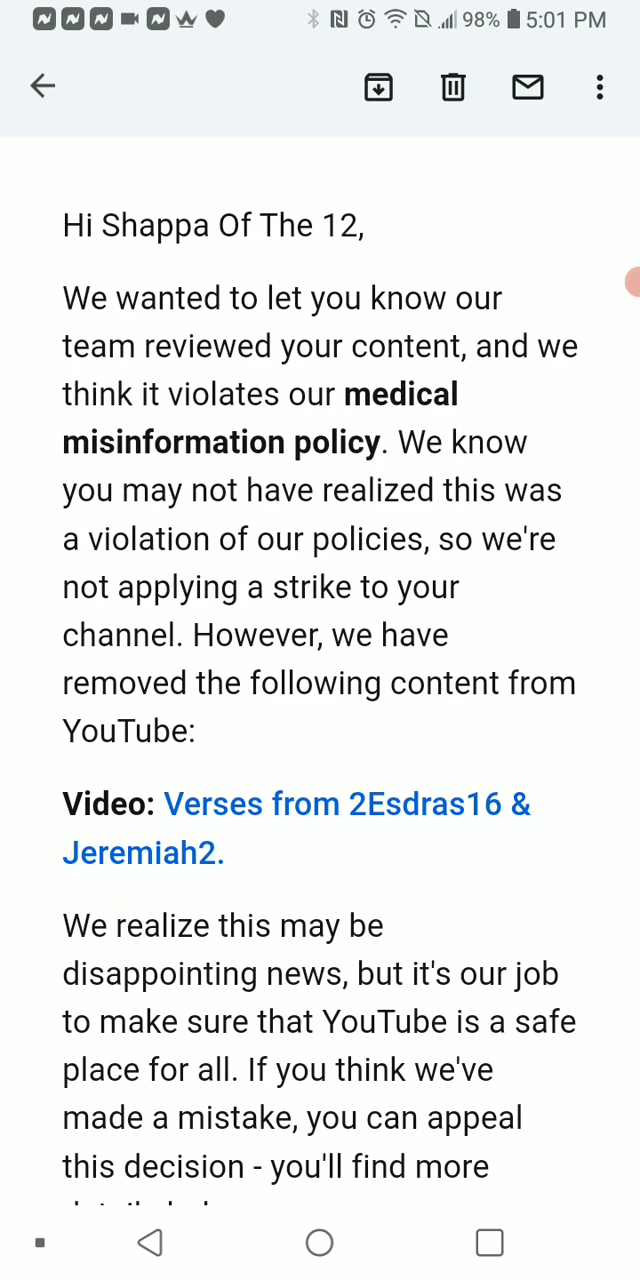 98% 5:01 PM
Hi Shappa Of The 12,
We wanted to let you know our
team reviewed your content, and we
think it violates our medical
misinformation policy. We know
you may not have realized this was
a violation of our policies, so we're
not applying a strike to your
channel. However, we have
removed the following content from
YouTube:
Video: Verses from 2Esdras16 &
Jeremiah2.
We realize this may be
disappointing news, but it's our job
to make sure that YouTube is a safe
place for all. If you think we've
made a mistake, you can appeal
this decision - you'll find more